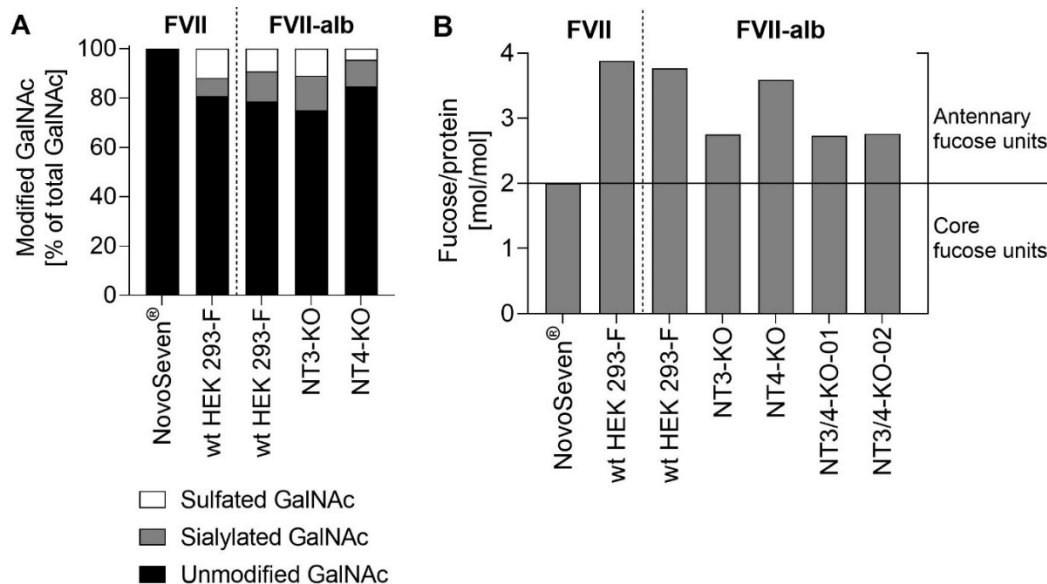 A
FVII
FVII-alb
Modified GalNAc
[% of total GalNAc]
100
80
60
40
20
0
NovoSeven®
wt HEK 293-F
wt HEK 293-F
NT3-KO
NT4-KO
Sulfated GalNAc
Sialylated GalNAc
Unmodified GalNAc
B
FVII
FVII-alb
Fucose/protein
[mol/mol]
4
3
2
1
0
Antennary
fucose units
Core
fucose units
NovoSeven®
wt HEK 293-F
wt HEK 293-F
NT3-KO
NT4-KO
NT3/4-KO-01
NT3/4-KO-02